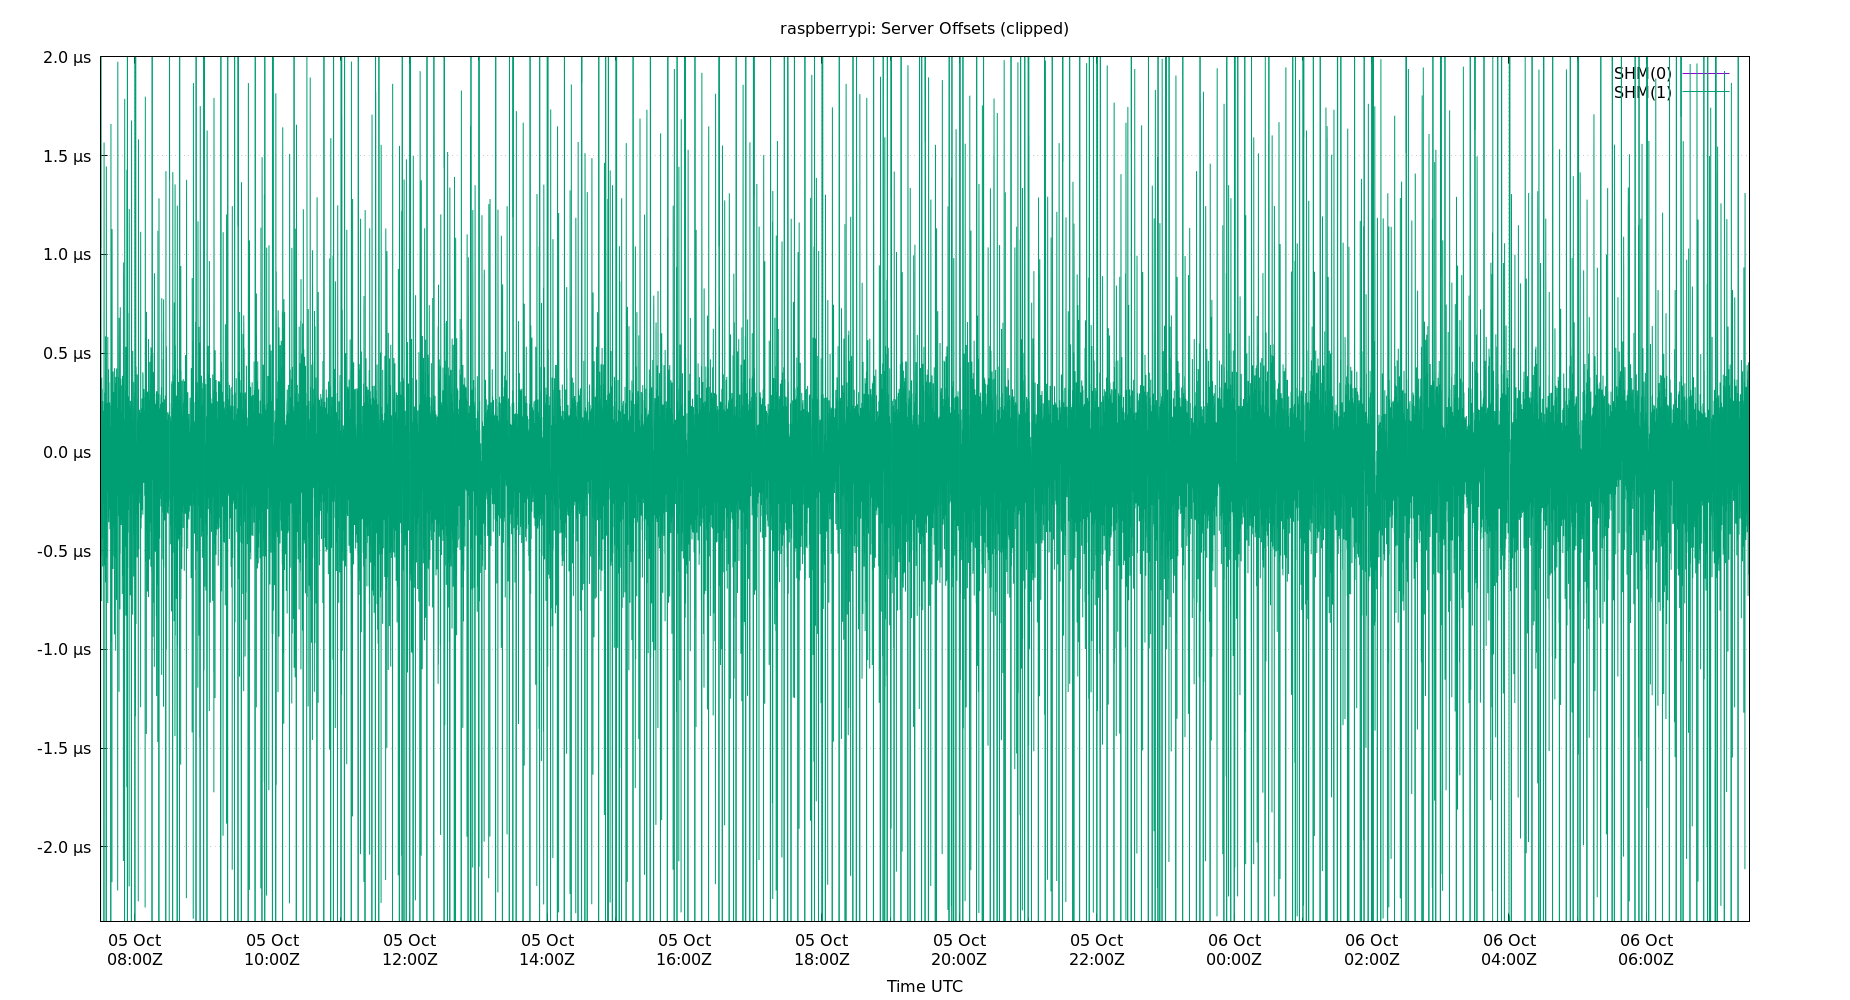 raspberrypi: Server Offsets (clipped)
2.0 µs
1.5 µs
1.0 µs
0.5 µs
0.0 µs
-0.5 µs
-1.0 µs
-1.5 µs
-2.0 µs
SHM(0)
SHM(1)
05 Oct 05 Oct 05 Oct 05 Oct 05 Oct 05 Oct 05 Oct 05 Oct 06 Oct 06 Oct 06 Oct 06 Oct
08:00Z 10:00Z 12:00Z 14:00Z 16:00Z 18:00Z 20:00Z 22:00Z 00:00Z 02:00Z 04:00Z 06:00Z
Time UTC